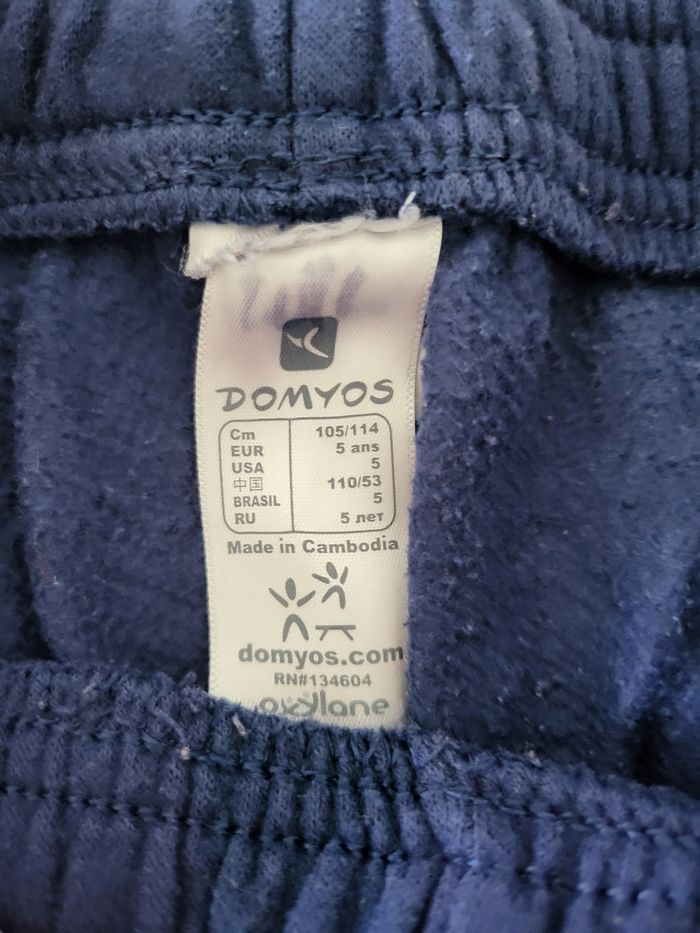 DOMYOS
Cm 105/114
EUR 5 ans
USA 5
中国 110/53
BRASIL 5
RU 5 лет
Made in Cambodia
domyos.com
RN#134604
oxylane